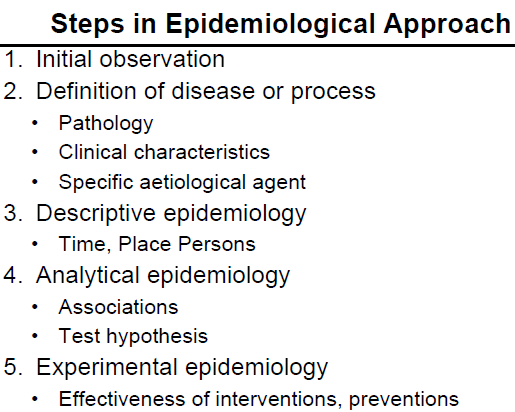 Steps in Epidemiological Approach
1. Initial observation
2. Definition of disease or process
• Pathology
• Clinical characteristics
• Specific aetiological agent
3. Descriptive epidemiology
• Time, Place Persons
4. Analytical epidemiology
• Associations
• Test hypothesis
5. Experimental epidemiology
• Effectiveness of interventions, preventions